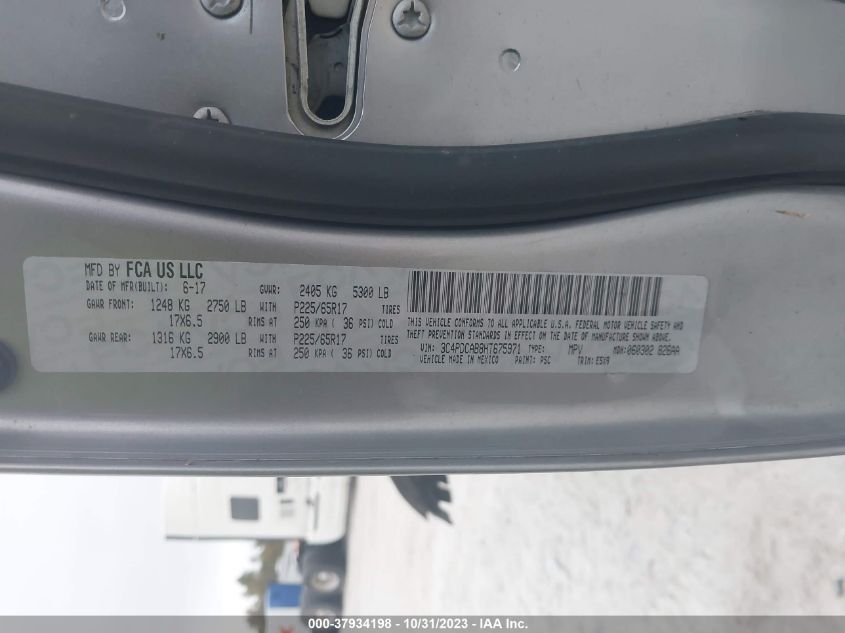 MFD BY FCA US LLC
DATE OF MFR(BUILT): 6-17 GVWR: 2405 KG 5300 LB
GAWR FRONT: 1248 KG 2750 LB WITH P225/65R17 TIRES
17X6.5 RIMS AT 250 KPA ( 36 PSI) COLD
GAWR REAR: 1316 KG 2900 LB WITH P225/65R17 TIRES
17X6.5 RIMS AT 250 KPA ( 36 PSI) COLD
THIS VEHICLE CONFORMS TO ALL APPLICABLE U.S.A. FEDERAL MOTOR VEHICLE SAFETY AND
THEFT PREVENTION STANDARDS IN EFFECT ON THE DATE OF MANUFACTURE SHOWN ABOVE.
VIN: 3C4PDCAB8HT675971 TYPE: MPV MDH: 060302 826AA
VEHICLE MADE IN MEXICO PAINT: PSC TRIM: E5X9
000-37934198 - 10/31/2023 - IAA Inc.